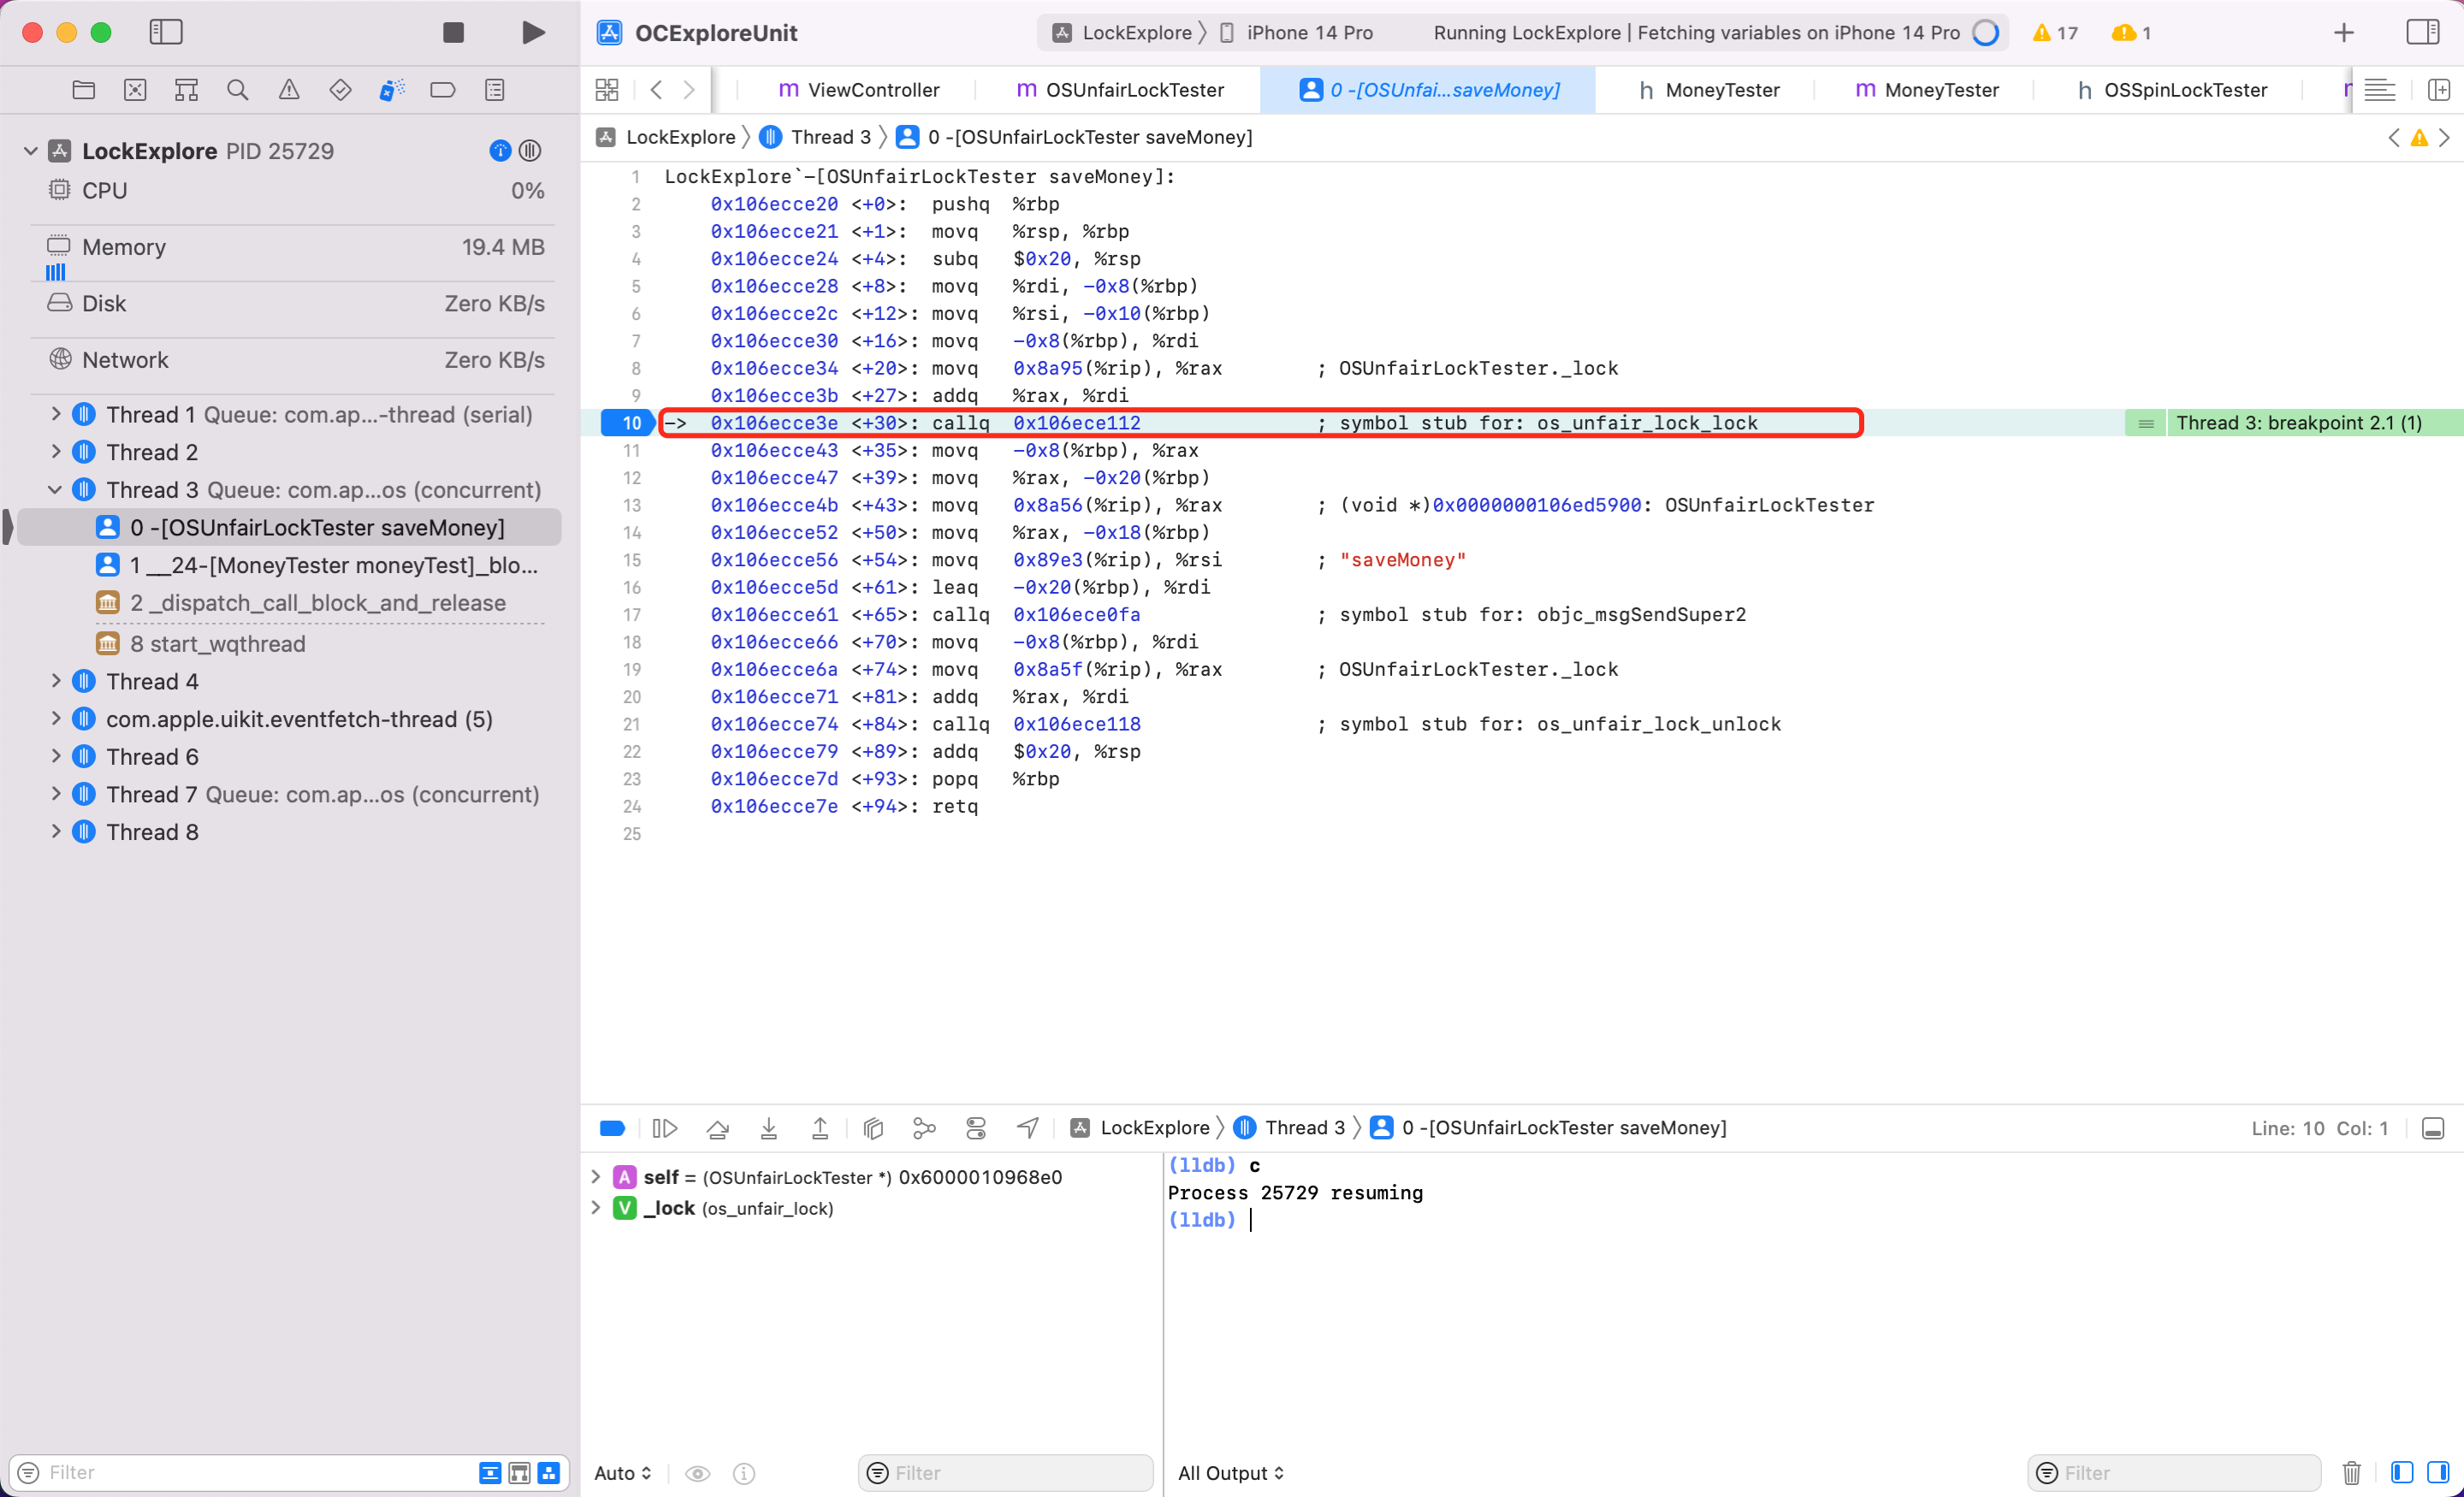 OCExploreUnit
LockExplore 〉 iPhone 14 Pro
Running LockExplore | Fetching variables on iPhone 14 Pro
17
1
ViewController
OSUnfairLockTester
0 -[OSUnfai...saveMoney]
MoneyTester
MoneyTester
OSSpinLockTester
LockExplore 〉 Thread 3 〉 0 -[OSUnfairLockTester saveMoney]
LockExplore PID 25729
CPU 0%
Memory 19.4 MB
Disk Zero KB/s
Network Zero KB/s
Thread 1 Queue: com.ap...-thread (serial)
Thread 2
Thread 3 Queue: com.ap...os (concurrent)
0 -[OSUnfairLockTester saveMoney]
1 __24-[MoneyTester moneyTest]_blo...
2 _dispatch_call_block_and_release
8 start_wqthread
Thread 4
com.apple.uikit.eventfetch-thread (5)
Thread 6
Thread 7 Queue: com.ap...os (concurrent)
Thread 8
Filter
1 LockExplore`-[OSUnfairLockTester saveMoney]:
2 0x106ecce20 <+0>: pushq %rbp
3 0x106ecce21 <+1>: movq %rsp, %rbp
4 0x106ecce24 <+4>: subq $0x20, %rsp
5 0x106ecce28 <+8>: movq %rdi, -0x8(%rbp)
6 0x106ecce2c <+12>: movq %rsi, -0x10(%rbp)
7 0x106ecce30 <+16>: movq -0x8(%rbp), %rdi
8 0x106ecce34 <+20>: movq 0x8a95(%rip), %rax ; OSUnfairLockTester._lock
9 0x106ecce3b <+27>: addq %rax, %rdi
10 -> 0x106ecce3e <+30>: callq 0x106ece112 ; symbol stub for: os_unfair_lock_lock
Thread 3: breakpoint 2.1 (1)
11 0x106ecce43 <+35>: movq -0x8(%rbp), %rax
12 0x106ecce47 <+39>: movq %rax, -0x20(%rbp)
13 0x106ecce4b <+43>: movq 0x8a56(%rip), %rax ; (void *)0x0000000106ed5900: OSUnfairLockTester
14 0x106ecce52 <+50>: movq %rax, -0x18(%rbp)
15 0x106ecce56 <+54>: movq 0x89e3(%rip), %rsi ; "saveMoney"
16 0x106ecce5d <+61>: leaq -0x20(%rbp), %rdi
17 0x106ecce61 <+65>: callq 0x106ece0fa ; symbol stub for: objc_msgSendSuper2
18 0x106ecce66 <+70>: movq -0x8(%rbp), %rdi
19 0x106ecce6a <+74>: movq 0x8a5f(%rip), %rax ; OSUnfairLockTester._lock
20 0x106ecce71 <+81>: addq %rax, %rdi
21 0x106ecce74 <+84>: callq 0x106ece118 ; symbol stub for: os_unfair_lock_unlock
22 0x106ecce79 <+89>: addq $0x20, %rsp
23 0x106ecce7d <+93>: popq %rbp
24 0x106ecce7e <+94>: retq
25
LockExplore 〉 Thread 3 〉 0 -[OSUnfairLockTester saveMoney]
Line: 10 Col: 1
A self = (OSUnfairLockTester *) 0x6000010968e0
V _lock (os_unfair_lock)
(lldb) c
Process 25729 resuming
(lldb)
Auto
Filter
All Output
Filter